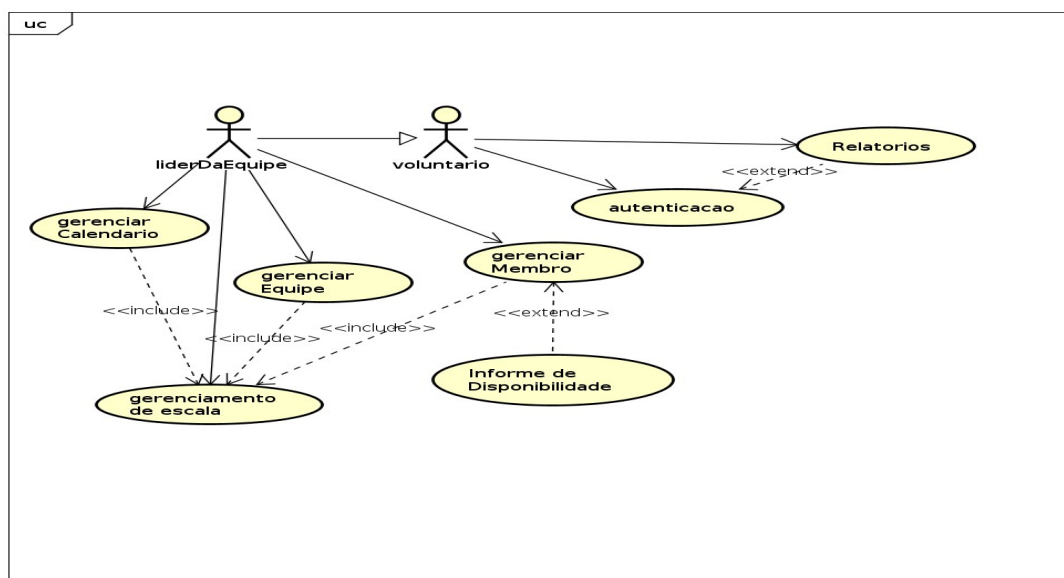 uc
liderDaEquipe
voluntario
Relatorios
<<extend>>
autenticacao
gerenciar
Calendario
gerenciar
Equipe
gerenciar
Membro
<<include>>
<<include>>
<<include>>
<<extend>>
Informe de
Disponibilidade
gerenciamento
de escala